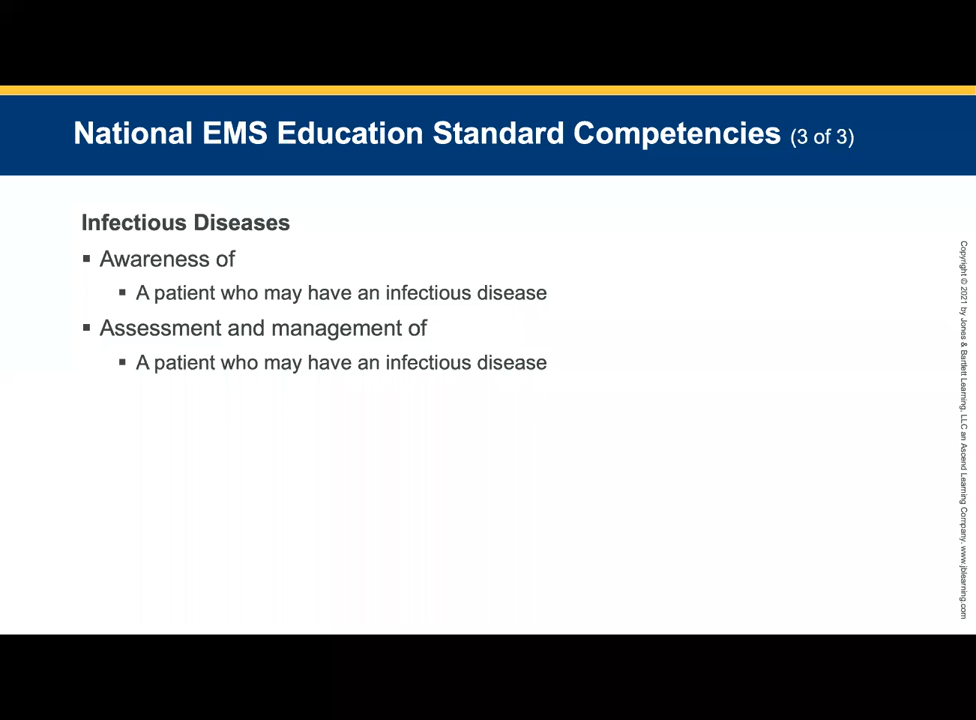 National EMS Education Standard Competencies (3 of 3)
Infectious Diseases
▪ Awareness of
▪ A patient who may have an infectious disease
▪ Assessment and management of
▪ A patient who may have an infectious disease
Copyright © 2021 by Jones & Bartlett Learning, LLC an Ascend Learning Company. www.jblearning.com